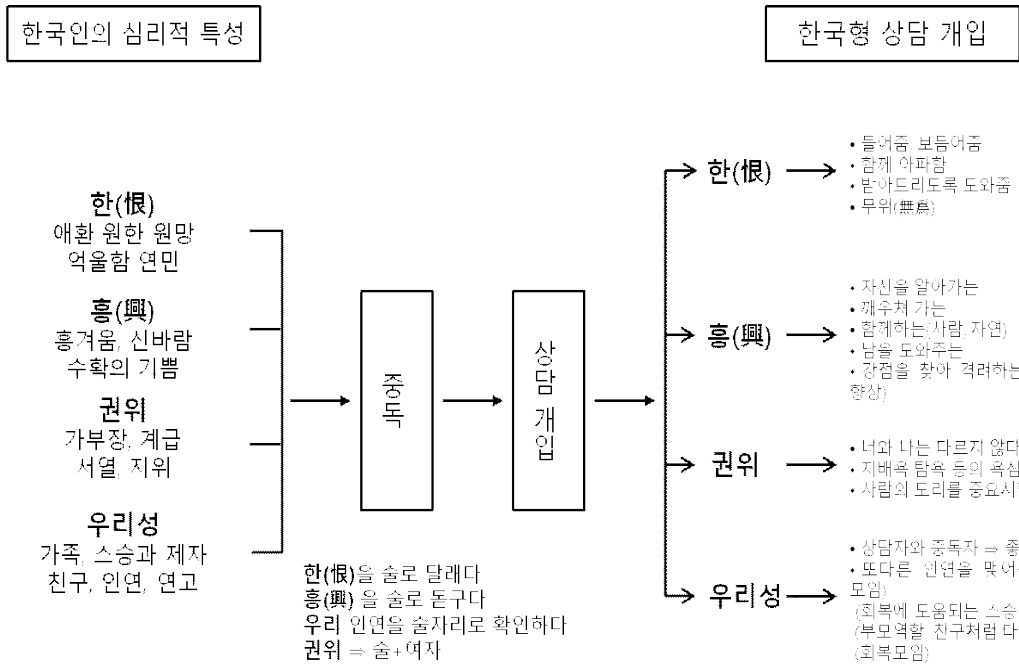 한국인의 심리적 특성
한국형 상담 개입
한(恨)
애환 원한 원망
억울함 연민
흥(興)
흥겨움, 신바람
수확의 기쁨
권위
가부장, 계급
서열, 지위
우리성
가족, 스승과 제자
친구, 인연, 연고
중독
한(恨)을 술로 달래다
흥(興) 을 술로 돋구다
우리 인연을 술자리로 확인하다
권위 ⇒ 술+여자
상담 개입
한(恨)
• 들어줌, 보듬어줌
• 함께 아파함
• 받아드리도록 도와줌
• 무위(無爲)
흥(興)
• 자신을 알아가는
• 깨우쳐 가는
• 함께하는(사람, 자연)
• 남을 도와주는
• 강점을 찾아 격려하는
향상)
권위
• 너와 나는 다르지 않다
• 지배욕 탐욕 등의 욕심
• 사람의 도리를 중요시
우리성
• 상담자와 중독자 ⇒
• 또다른 인연을 맺어
모임)
(회복에 도움되는 스승
(부모역할, 친구처럼 다
(회복모임)